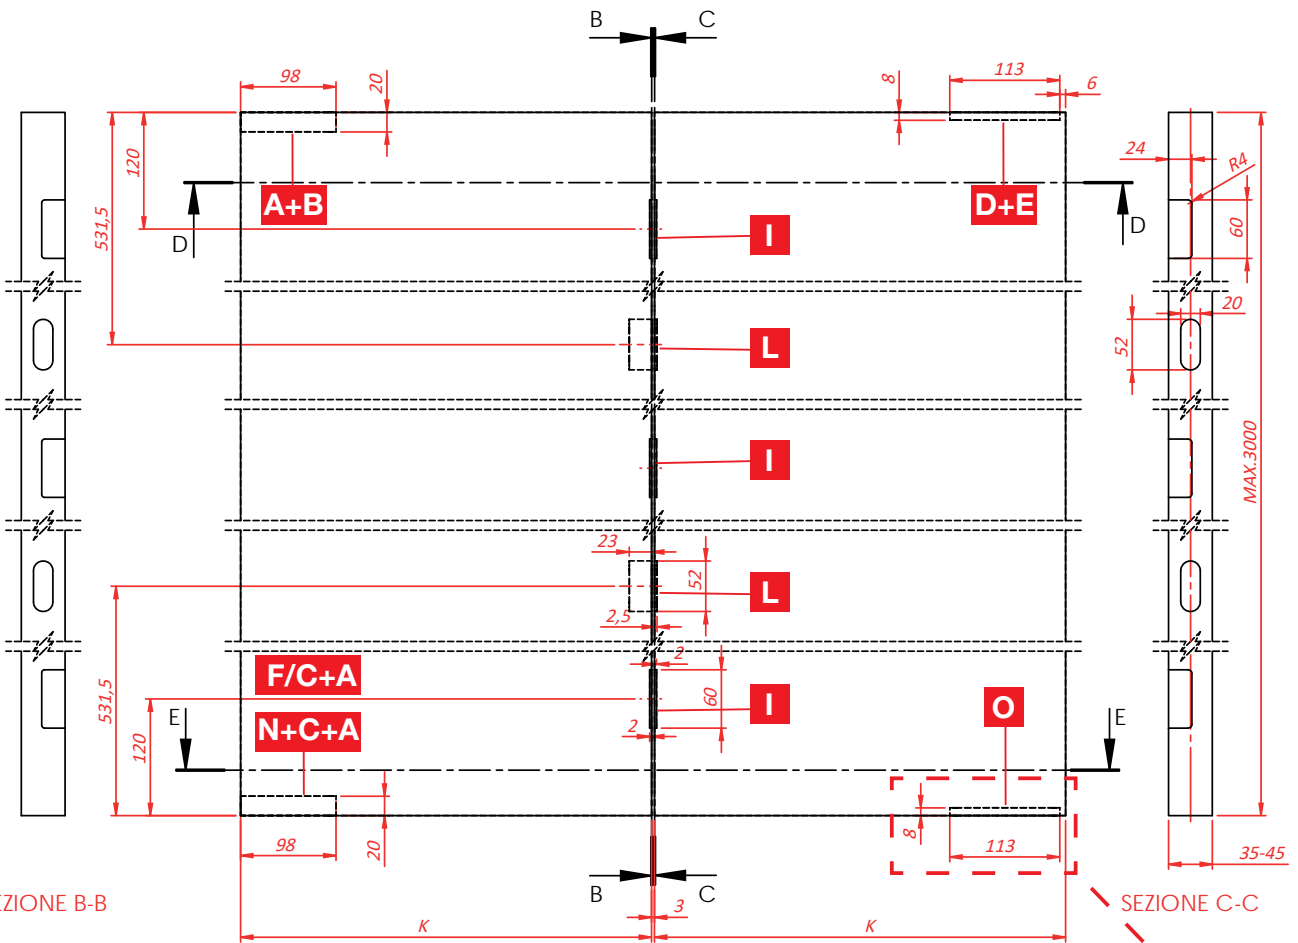 B C
98
20
8
113
6
120
531,5
24
R4
A+B
D+E
D
D
I
60
20
52
L
I
MAX.3000
23
52
L
2,5
2
F/C+A
60
I
531,5
120
E
N+C+A
2
O
E
98
20
8
113
35-45
B C
EZIONE B-B
3
SEZIONE C-C
K
K